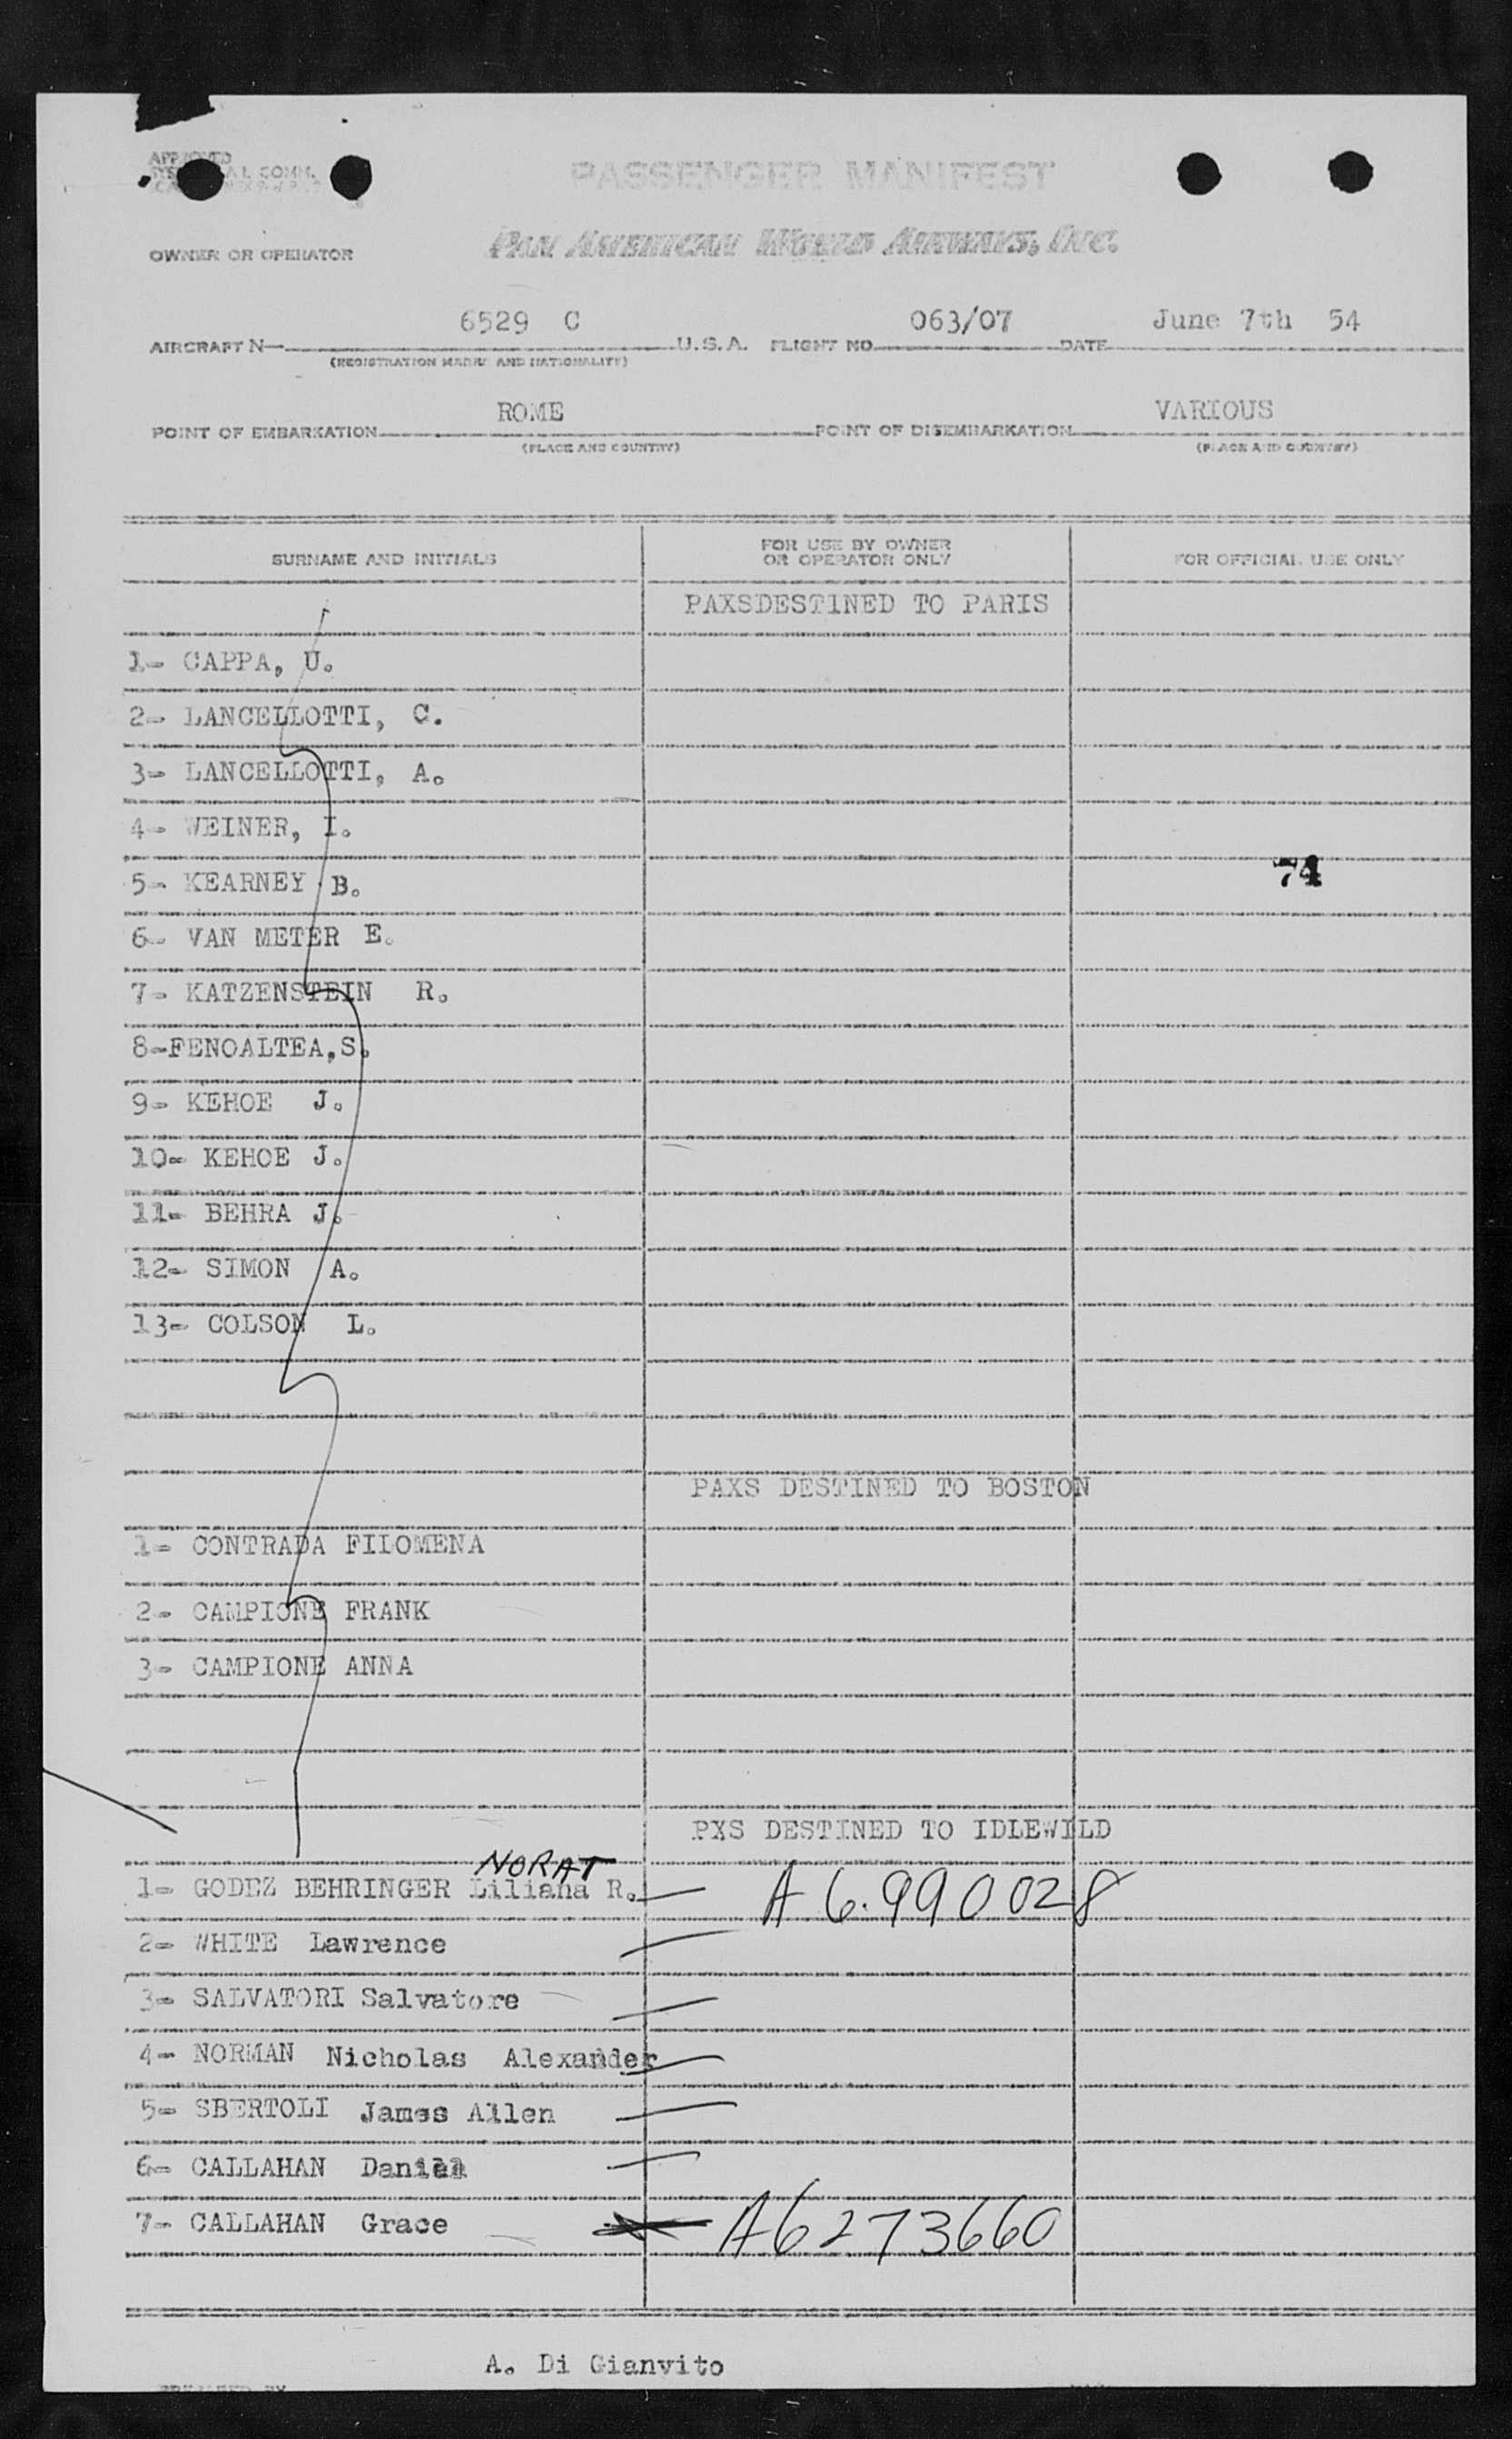 APPROVED
COMM.
PASSENGER MANIFEST
OWNER OR OPERATOR PAN AMERICAN WORLD AIRWAYS, INC.
AIRCRAFT N- 6529 C U.S.A. FLIGHT NO 063/07 DATE June 7th 54
(REGISTRATION MARK AND NATIONALITY)
POINT OF EMBARKATION ROME POINT OF DISEMBARKATION VARIOUS
(PLACE AND COUNTRY) (PLACE AND COUNTRY)
SURNAME AND INITIALS FOR USE BY OWNER OR OPERATOR ONLY FOR OFFICIAL USE ONLY
PAXSDEST1NED TO PARIS
1- CAPPA, U.
2- LANCELLOTTI, C.
3- LANCELLOTTI, A.
4- WEINER, I.
5- KEARNEY B. 74
6- VAN METER E.
7- KATZENSTEIN R.
8-FENOALTEA,S.
9- KEHOE J.
10- KEHOE J.
11- BEHRA J.
12- SIMON A.
13- COLSON L.
PAXS DESTINED TO BOSTON
1- CONTRADA FILOMENA
2- CAMPIONE FRANK
3- CAMPIONE ANNA
PXS DESTINED TO IDLEWILD
NORAT
1- GODEZ BEHRINGER Liliana R. A 6.990 028
2- WHITE Lawrence
3- SALVATORI Salvatore
4- NORMAN Nicholas Alexander
5- SBERTOLI James Allen
6- CALLAHAN
7- CALLAHAN Grace A6273660
A. Di Gianvito